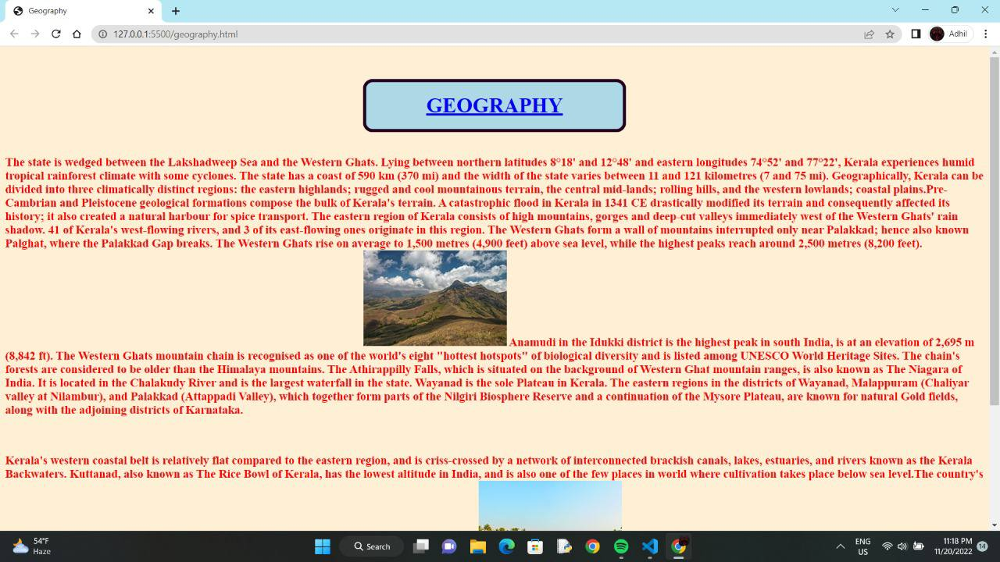 Geography
127.0.0.1:5500/geography.html
Adhil
GEOGRAPHY
The state is wedged between the Lakshadweep Sea and the Western Ghats. Lying between northern latitudes 8°18' and 12°48' and eastern longitudes 74°52' and 77°22', Kerala experiences humid
tropical rainforest climate with some cyclones. The state has a coast of 590 km (370 mi) and the width of the state varies between 11 and 121 kilometres (7 and 75 mi). Geographically, Kerala can be
divided into three climatically distinct regions: the eastern highlands; rugged and cool mountainous terrain, the central mid-lands; rolling hills, and the western lowlands; coastal plains.Pre-
Cambrian and Pleistocene geological formations compose the bulk of Kerala's terrain. A catastrophic flood in Kerala in 1341 CE drastically modified its terrain and consequently affected its
history; it also created a natural harbour for spice transport. The eastern region of Kerala consists of high mountains, gorges and deep-cut valleys immediately west of the Western Ghats' rain
shadow. 41 of Kerala's west-flowing rivers, and 3 of its east-flowing ones originate in this region. The Western Ghats form a wall of mountains interrupted only near Palakkad; hence also known
Palghat, where the Palakkad Gap breaks. The Western Ghats rise on average to 1,500 metres (4,900 feet) above sea level, while the highest peaks reach around 2,500 metres (8,200 feet).
Anamudi in the Idukki district is the highest peak in south India, is at an elevation of 2,695 m
(8,842 ft). The Western Ghats mountain chain is recognised as one of the world's eight "hottest hotspots" of biological diversity and is listed among UNESCO World Heritage Sites. The chain's
forests are considered to be older than the Himalaya mountains. The Athirappilly Falls, which is situated on the background of Western Ghat mountain ranges, is also known as The Niagara of
India. It is located in the Chalakudy River and is the largest waterfall in the state. Wayanad is the sole Plateau in Kerala. The eastern regions in the districts of Wayanad, Malappuram (Chaliyar
valley at Nilambur), and Palakkad (Attappadi Valley), which together form parts of the Nilgiri Biosphere Reserve and a continuation of the Mysore Plateau, are known for natural Gold fields,
along with the adjoining districts of Karnataka.
Kerala's western coastal belt is relatively flat compared to the eastern region, and is criss-crossed by a network of interconnected brackish canals, lakes, estuaries, and rivers known as the Kerala
Backwaters. Kuttanad, also known as The Rice Bowl of Kerala, has the lowest altitude in India, and is also one of the few places in world where cultivation takes place below sea level.The country's
54°F
Haze
Search
ENG
US
11:18 PM
11/20/2022
14